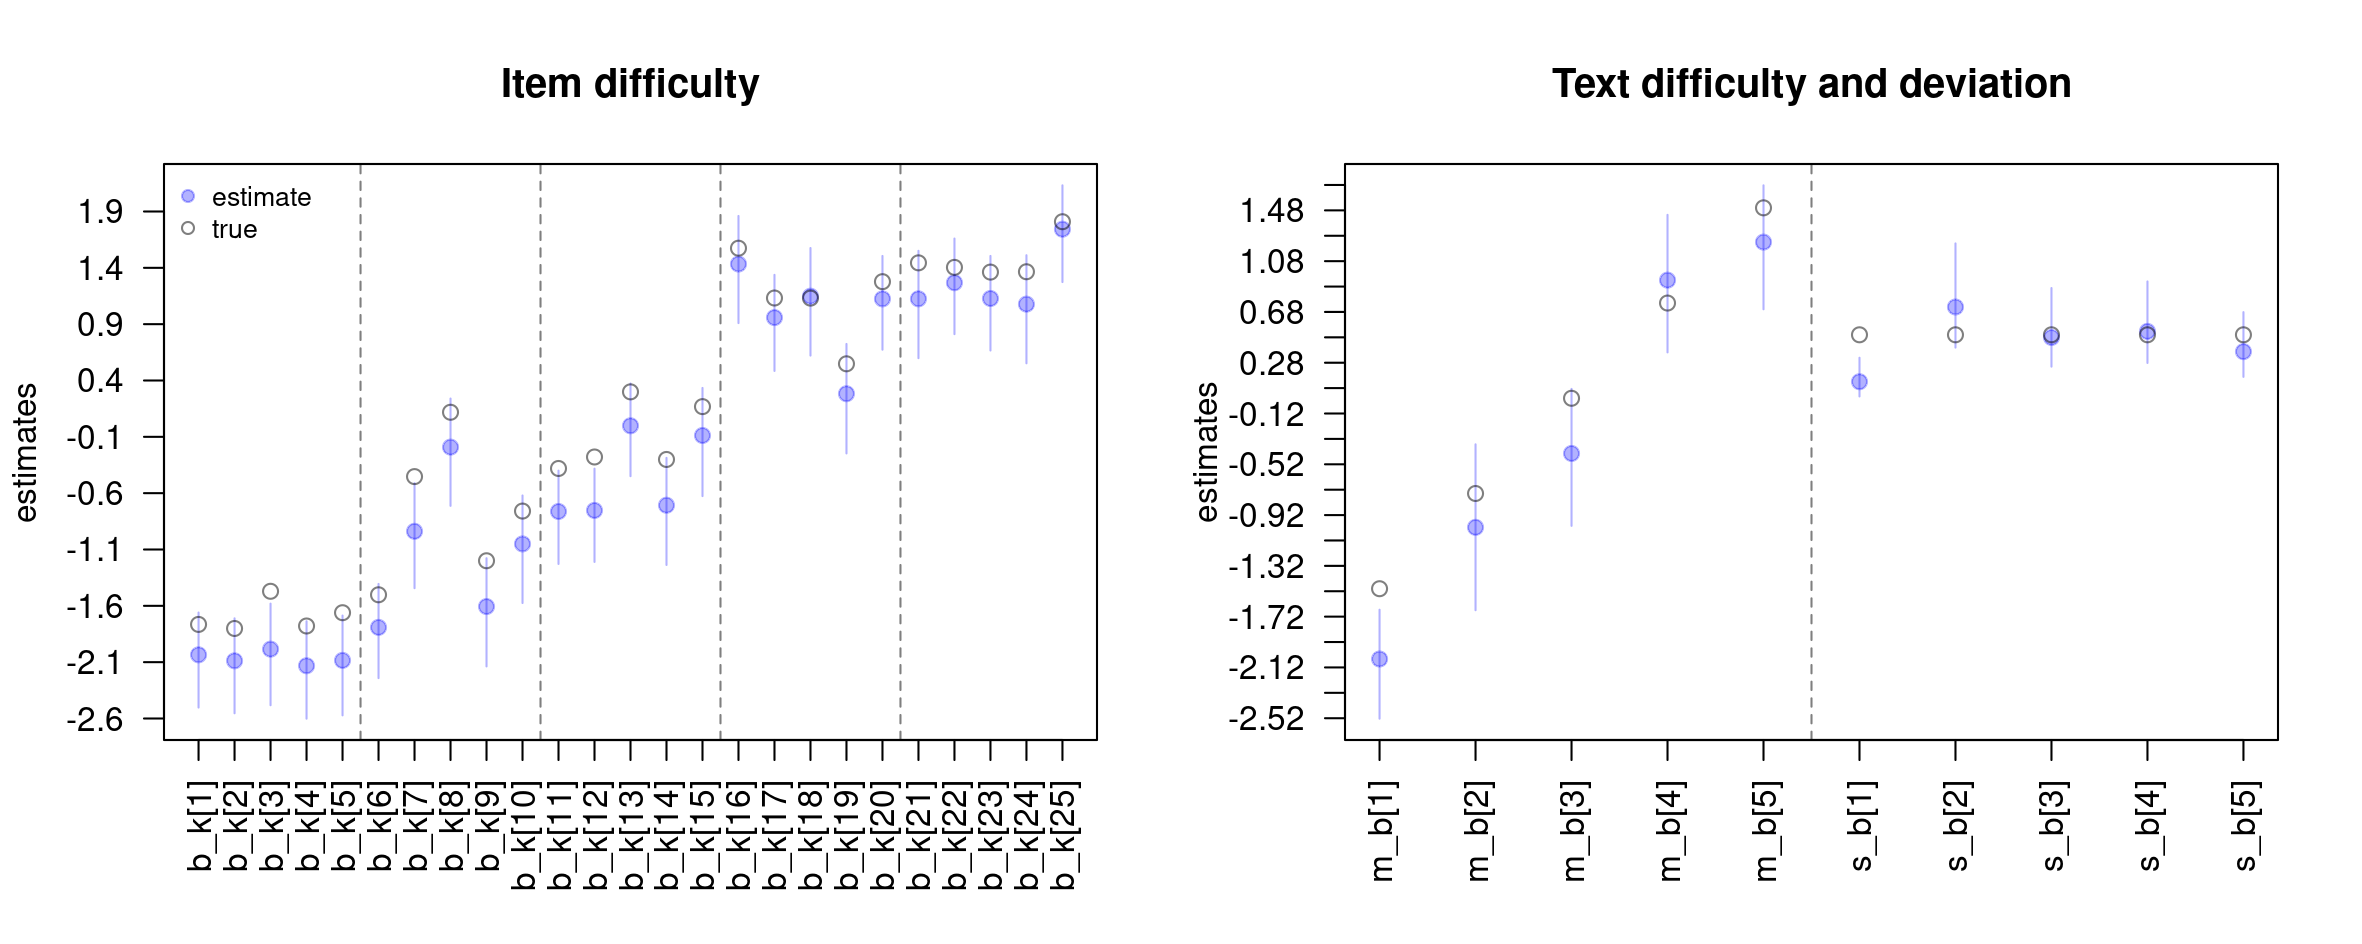 Item difficulty
estimate
true
1.9
1.4
0.9
0.4
-0.1
-0.6
-1.1
-1.6
-2.1
-2.6
estimates
b_k[1]
b_k[2]
b_k[3]
b_k[4]
b_k[5]
b_k[6]
b_k[7]
b_k[8]
b_k[9]
b_k[10]
b_k[11]
b_k[12]
b_k[13]
b_k[14]
b_k[15]
b_k[16]
b_k[17]
b_k[18]
b_k[19]
b_k[20]
b_k[21]
b_k[22]
b_k[23]
b_k[24]
b_k[25]
Text difficulty and deviation
1.48
1.08
0.68
0.28
-0.12
-0.52
-0.92
-1.32
-1.72
-2.12
-2.52
estimates
m_b[1]
m_b[2]
m_b[3]
m_b[4]
m_b[5]
s_b[1]
s_b[2]
s_b[3]
s_b[4]
s_b[5]